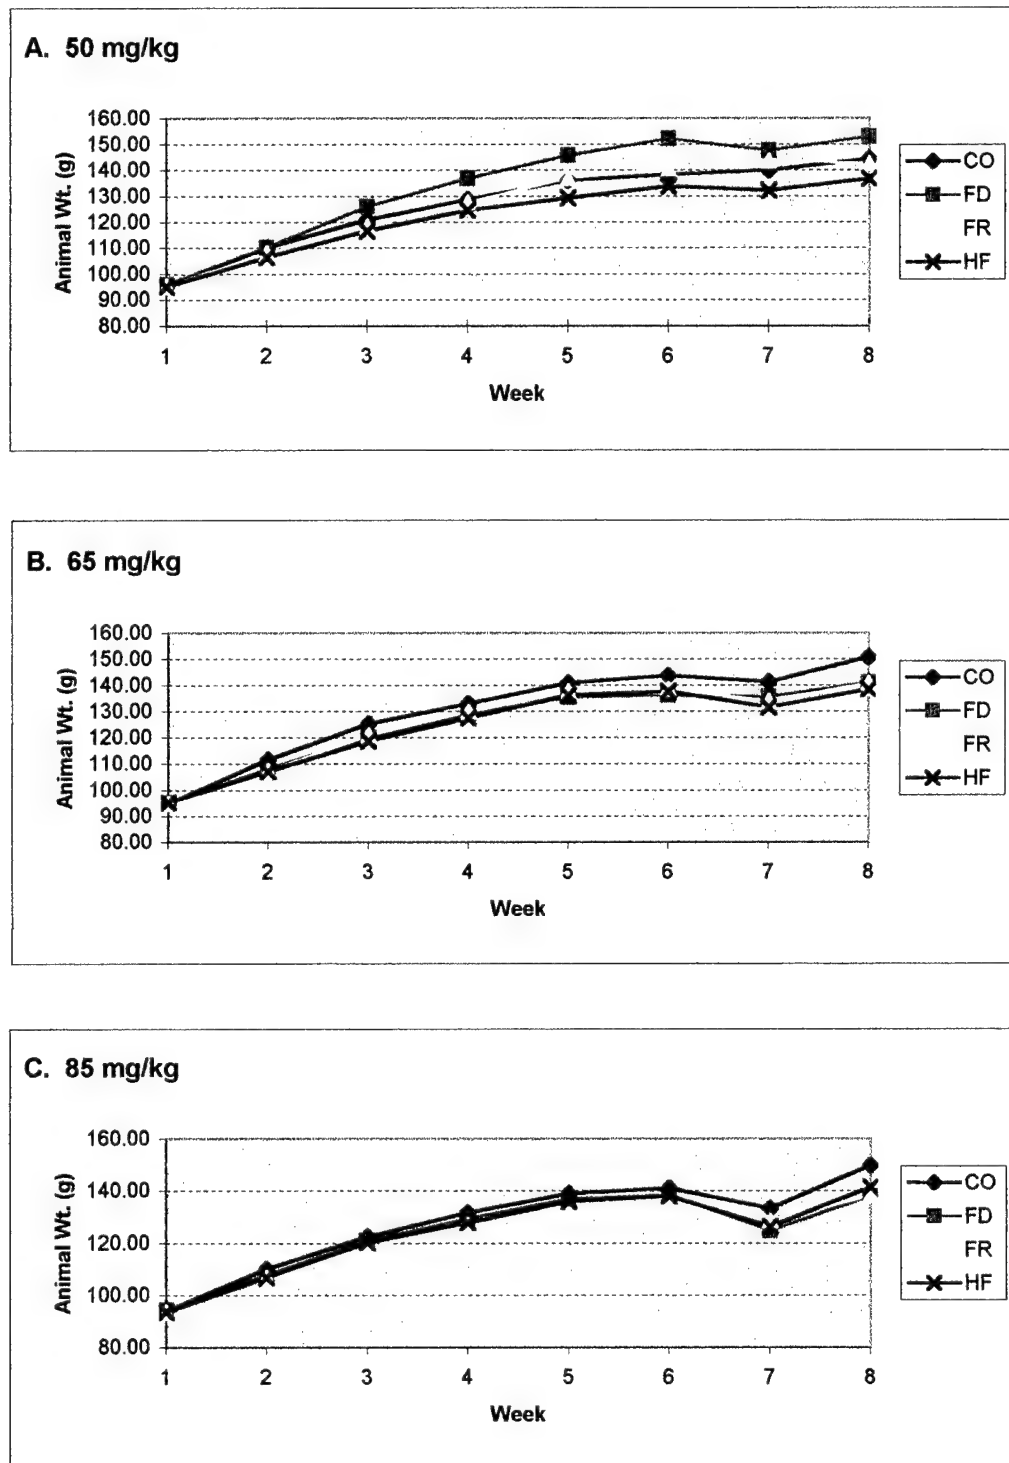 A. 50 mg/kg
160.00
150.00
140.00
130.00
120.00
110.00
100.00
90.00
80.00
Animal Wt. (g)
1 2 3 4 5 6 7 8
Week
CO
FD
FR
HF
B. 65 mg/kg
160.00
150.00
140.00
130.00
120.00
110.00
100.00
90.00
80.00
Animal Wt. (g)
1 2 3 4 5 6 7 8
Week
CO
FD
FR
HF
C. 85 mg/kg
160.00
140.00
120.00
100.00
80.00
Animal Wt. (g)
1 2 3 4 5 6 7 8
Week
CO
FD
FR
HF